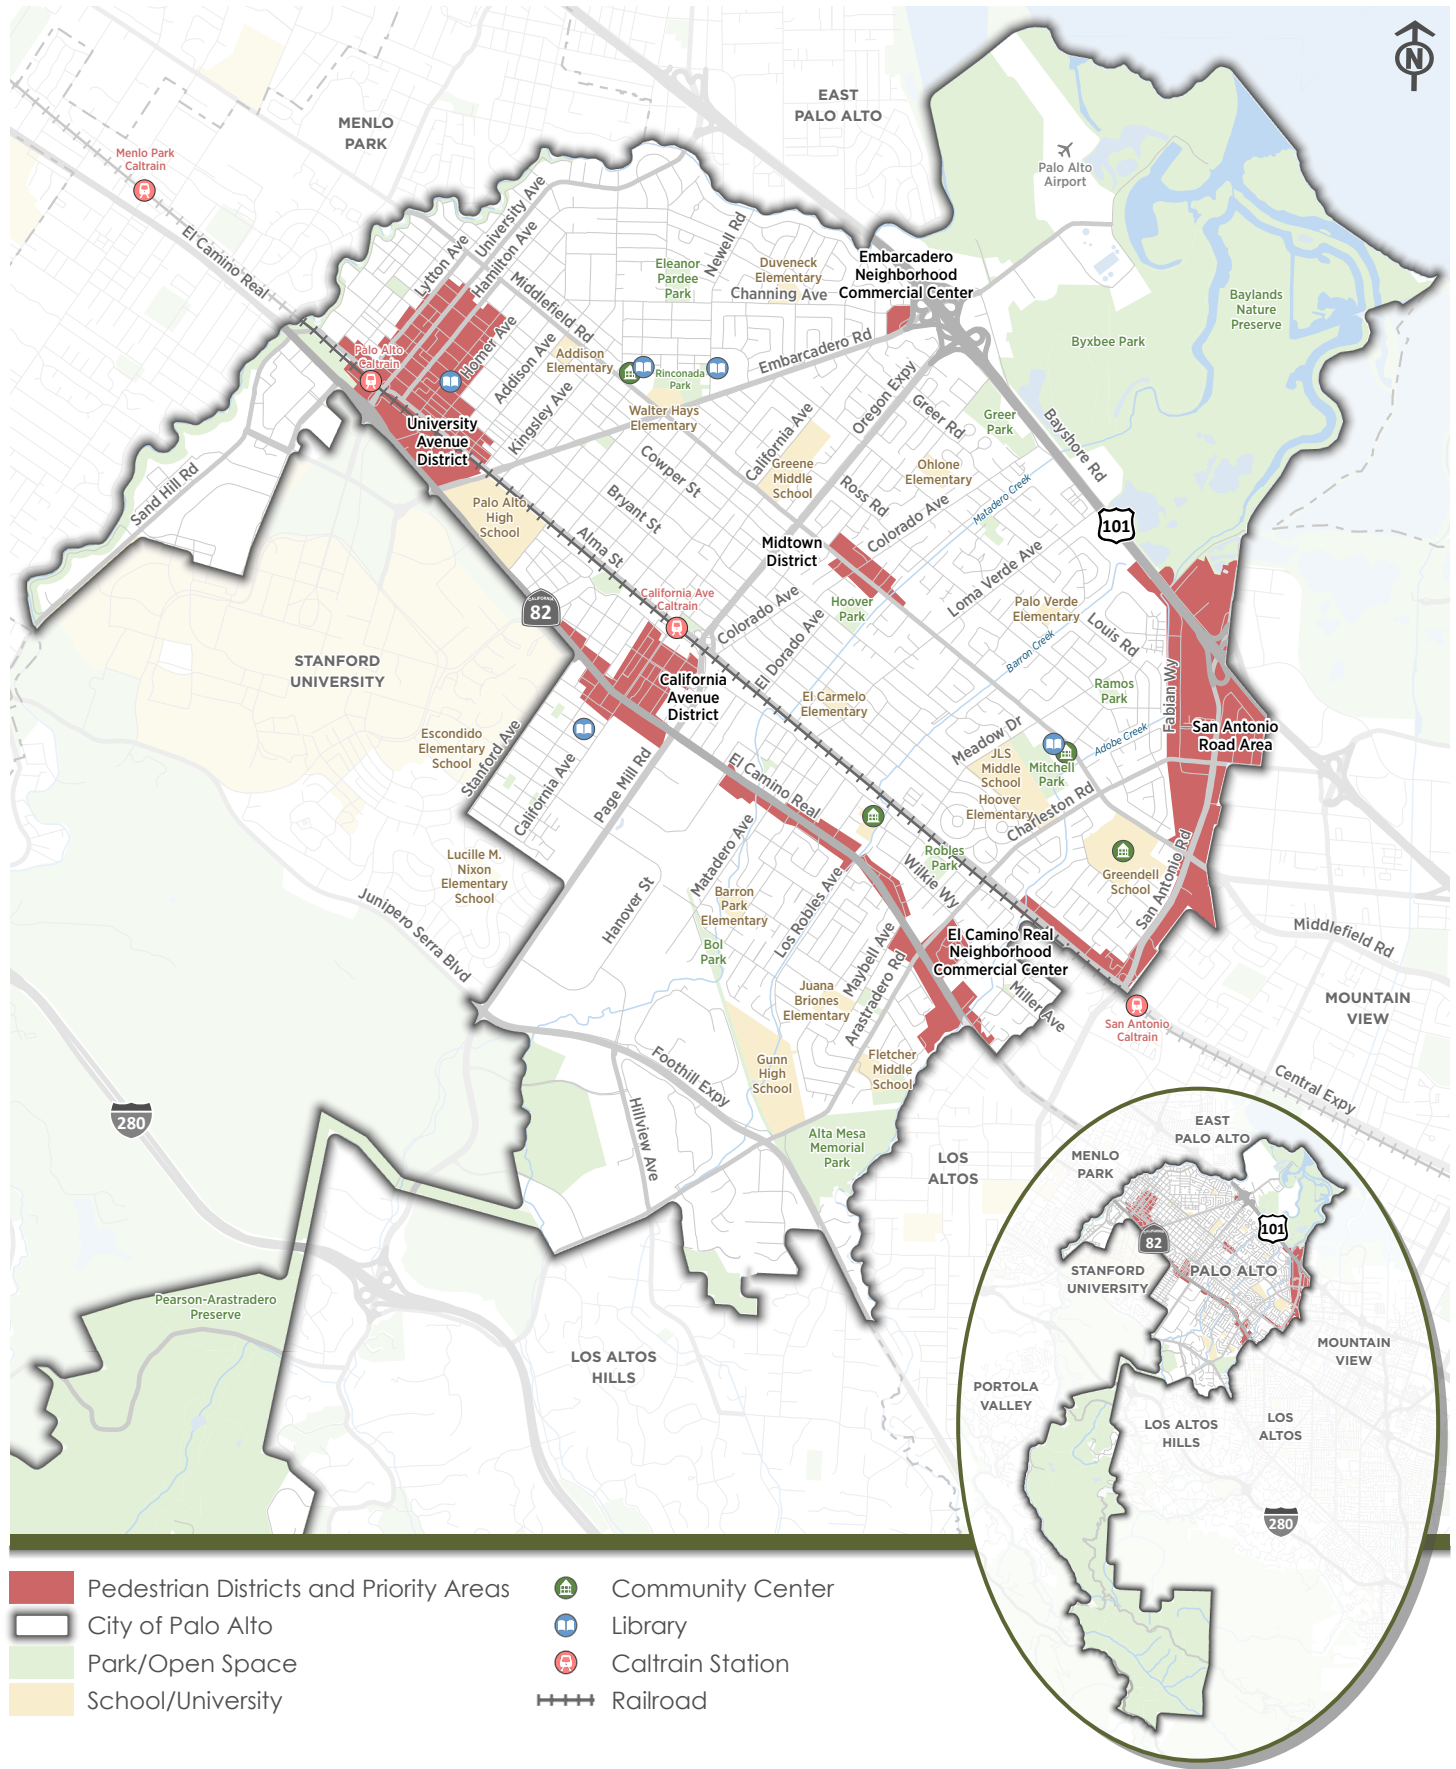 N
EAST
PALO ALTO
MENLO
PARK
Menlo Park
Caltrain
Palo Alto
Airport
El Camino Real
Lytton Ave
University Ave
Hamilton Ave
Middlefield Rd
Newell Rd
Eleanor
Pardee
Park
Duveneck
Elementary
Channing Ave
Embarcadero
Neighborhood
Commercial Center
Baylands
Nature
Preserve
Byxbee Park
Palo Alto
Caltrain
Homer Ave
Addison Ave
Addison
Elementary
Rinconada
Park
Embarcadero Rd
Kingsley Ave
Walter Hays
Elementary
Oregon Expy
Greer Rd
Greer
Park
Bayshore Rd
University
Avenue
District
California Ave
Cowper St
Greene
Middle
School
Ohlone
Elementary
Sand Hill Rd
Palo Alto
High
School
Bryant St
Ross Rd
Colorado Ave
Matadero Creek
101
Alma St
Midtown
District
Loma Verde Ave
CALIFORNIA
82
California Ave
Caltrain
Colorado Ave
Hoover
Park
Palo Verde
Elementary
Louis Rd
El Dorado Ave
Barron Creek
STANFORD
UNIVERSITY
California
Avenue
District
El Carmelo
Elementary
Ramos
Park
Fabian Wy
San Antonio
Road Area
Escondido
Elementary
School
Stanford Ave
Meadow Dr
Adobe Creek
JLS
Middle
School
Mitchell
Park
California Ave
Page Mill Rd
El Camino Real
Hoover
Elementary
Charleston Rd
Lucille M.
Nixon
Elementary
School
Matadero Ave
Robles
Park
Wilkie Wy
Greendell
School
San Antonio Rd
Junipero Serra Blvd
Hanover St
Barron
Park
Elementary
Los Robles Ave
Bol
Park
Maybell Ave
El Camino Real
Neighborhood
Commercial Center
Middlefield Rd
Juana
Briones
Elementary
Arastradero Rd
Miller Ave
MOUNTAIN
VIEW
San Antonio
Caltrain
Foothill Expy
Gunn
High
School
Fletcher
Middle
School
Central Expy
280
Hillview Ave
Alta Mesa
Memorial
Park
LOS
ALTOS
Pearson-Arastradero
Preserve
LOS ALTOS
HILLS
EAST
PALO ALTO
MENLO
PARK
101
82
STANFORD
UNIVERSITY
PALO ALTO
MOUNTAIN
VIEW
PORTOLA
VALLEY
LOS ALTOS
HILLS
LOS
ALTOS
280
Pedestrian Districts and Priority Areas
City of Palo Alto
Park/Open Space
School/University
Community Center
Library
Caltrain Station
Railroad